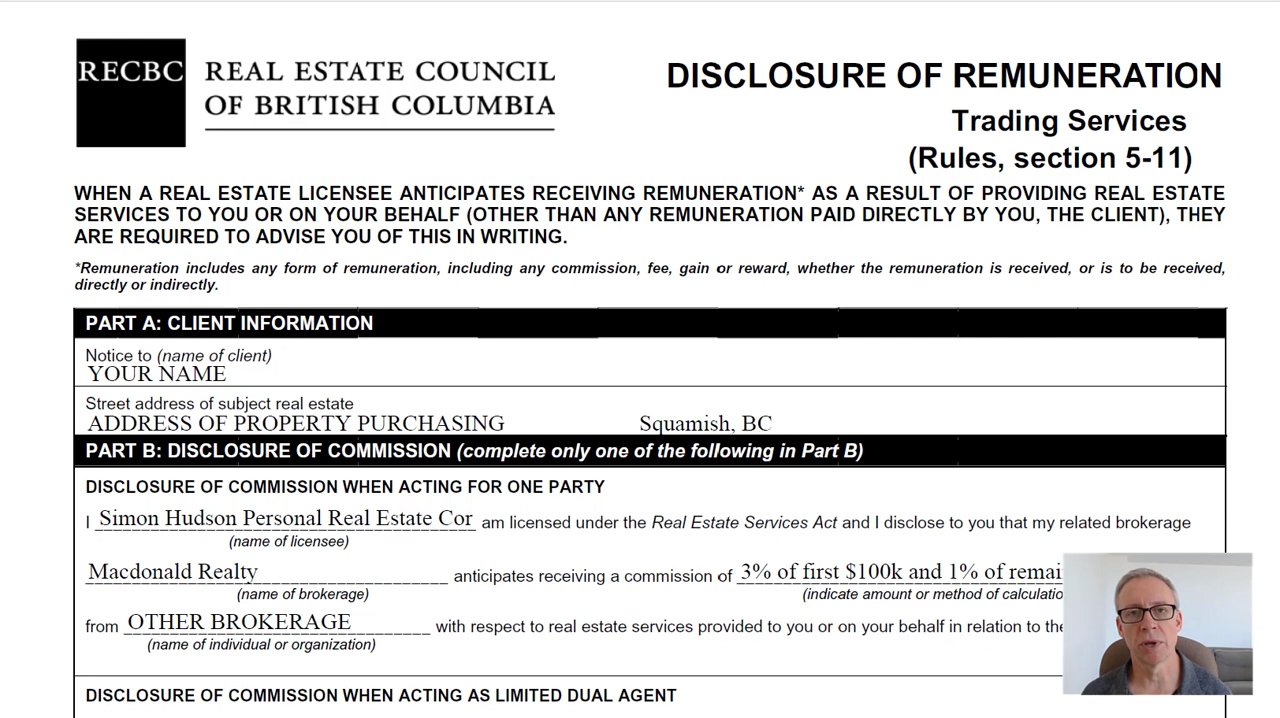 RECBC
REAL ESTATE COUNCIL
OF BRITISH COLUMBIA
DISCLOSURE OF REMUNERATION
Trading Services
(Rules, section 5-11)
WHEN A REAL ESTATE LICENSEE ANTICIPATES RECEIVING REMUNERATION* AS A RESULT OF PROVIDING REAL ESTATE
SERVICES TO YOU OR ON YOUR BEHALF (OTHER THAN ANY REMUNERATION PAID DIRECTLY BY YOU, THE CLIENT), THEY
ARE REQUIRED TO ADVISE YOU OF THIS IN WRITING.
*Remuneration includes any form of remuneration, including any commission, fee, gain or reward, whether the remuneration is received, or is to be received,
directly or indirectly.
PART A: CLIENT INFORMATION
Notice to (name of client)
YOUR NAME
Street address of subject real estate
ADDRESS OF PROPERTY PURCHASING Squamish, BC
PART B: DISCLOSURE OF COMMISSION (complete only one of the following in Part B)
DISCLOSURE OF COMMISSION WHEN ACTING FOR ONE PARTY
I Simon Hudson Personal Real Estate Cor am licensed under the Real Estate Services Act and I disclose to you that my related brokerage
(name of licensee)
Macdonald Realty anticipates receiving a commission of 3% of first $100k and 1% of remai
(name of brokerage) (indicate amount or method of calculatio
from OTHER BROKERAGE with respect to real estate services provided to you or on your behalf in relation to the
(name of individual or organization)
DISCLOSURE OF COMMISSION WHEN ACTING AS LIMITED DUAL AGENT